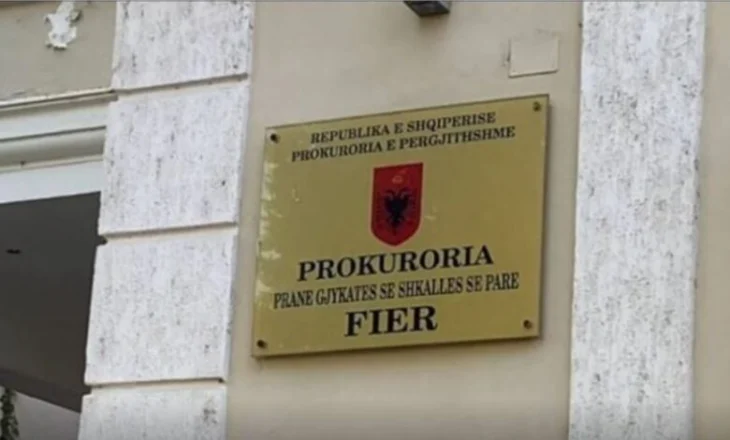 REPUBLIKA E SHQIPERISE
PROKURORIA E PERGJITHSHME
PROKURORIA
PRANE GJYKATES SE SHKALLES SE PARE
FIER